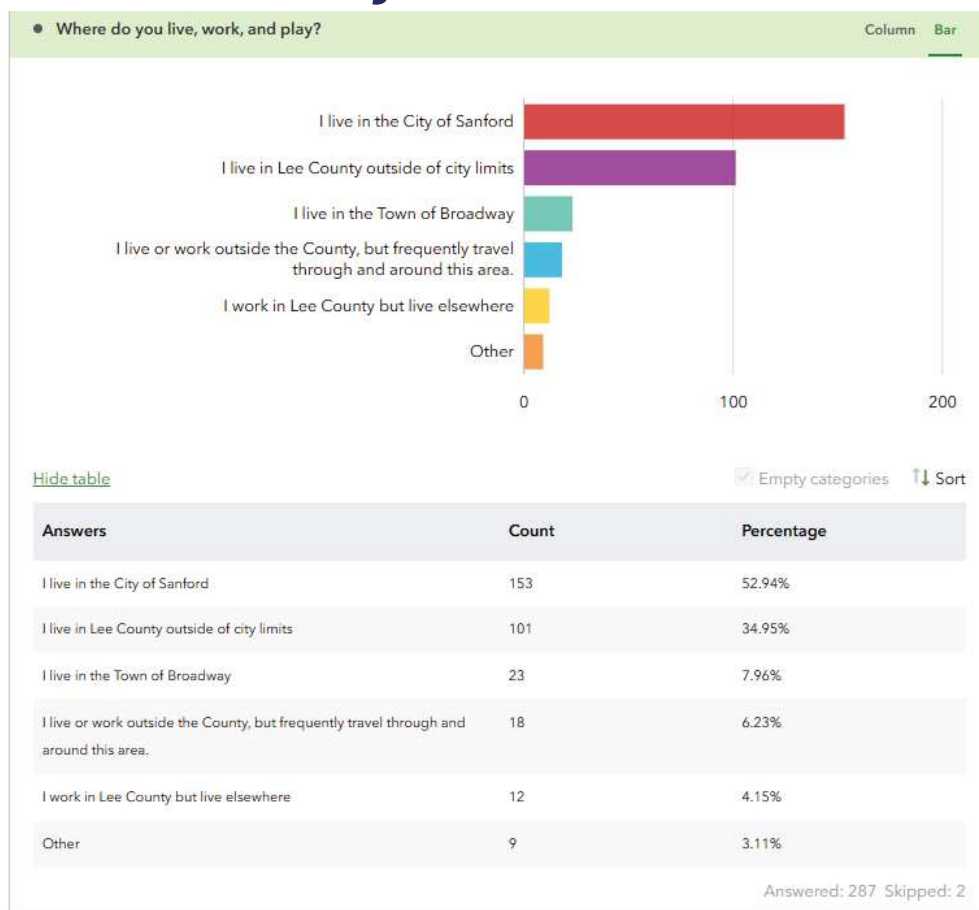 Where do you live, work, and play?
Column Bar
I live in the City of Sanford
I live in Lee County outside of city limits
I live in the Town of Broadway
I live or work outside the County, but frequently travel
through and around this area.
I work in Lee County but live elsewhere
Other
0 100 200
Hide table
Empty categories Sort
Answers Count Percentage
I live in the City of Sanford 153 52.94%
I live in Lee County outside of city limits 101 34.95%
I live in the Town of Broadway 23 7.96%
I live or work outside the County, but frequently travel through and 18 6.23%
around this area.
I work in Lee County but live elsewhere 12 4.15%
Other 9 3.11%
Answered: 287 Skipped: 2